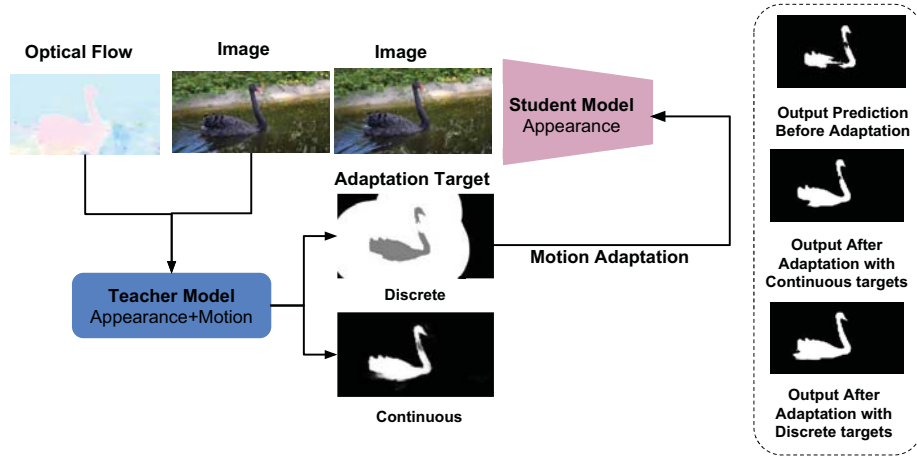 Optical Flow
Image
Image
Student Model
Appearance
Adaptation Target
Discrete
Motion Adaptation
Teacher Model
Appearance+Motion
Continuous
Output Prediction
Before Adaptation
Output After
Adaptation with
Continuous targets
Output After
Adaptation with
Discrete targets